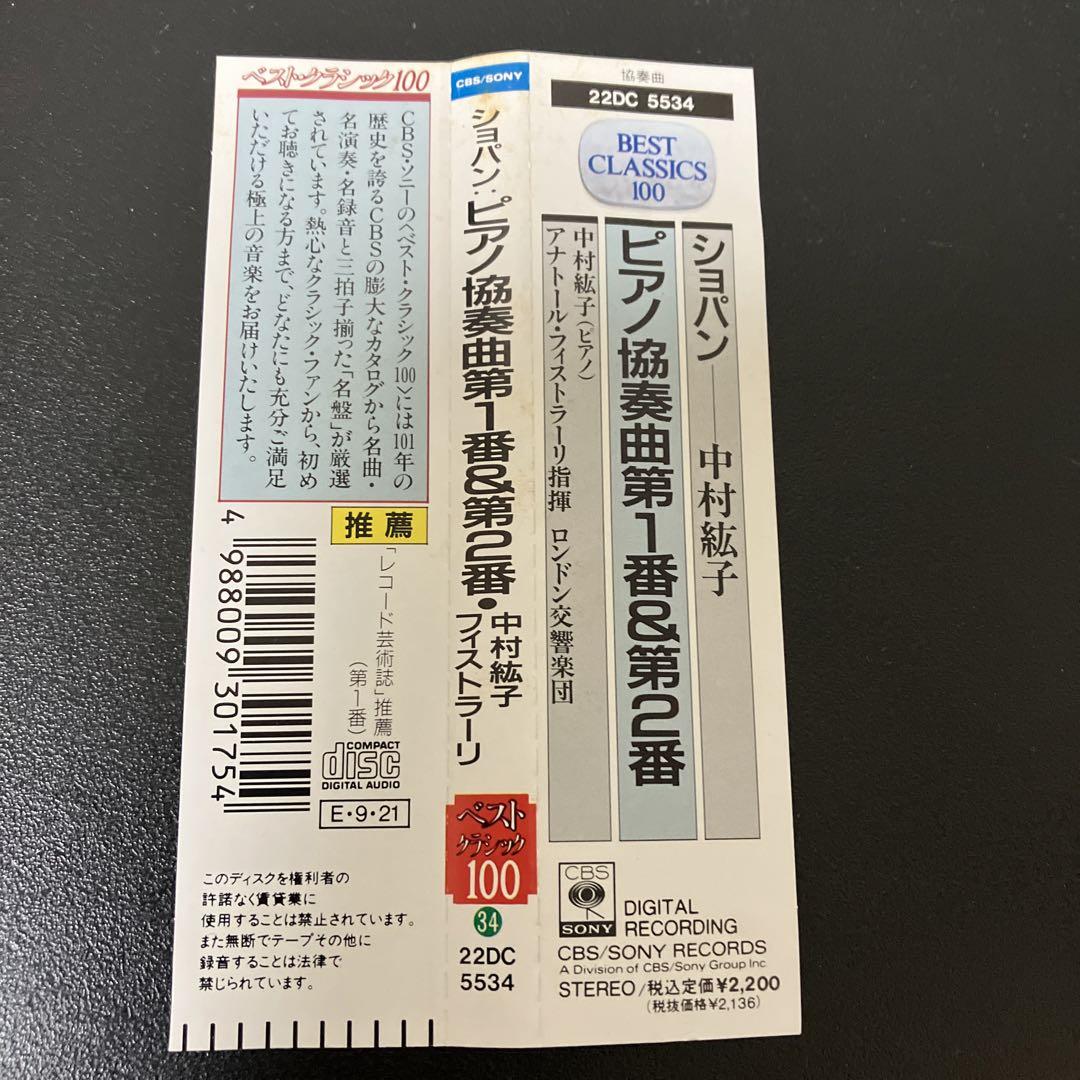 協奏曲
22DC 5534
BEST
CLASSICS
100
ショパン——中村紘子
ピアノ協奏曲第1番&第2番
中村紘子(ピアノ)
アナトール・フィストラーリ指揮 ロンドン交響楽団
CBS
SONY
DIGITAL
RECORDING
CBS/SONY RECORDS
A Division of CBS/Sony Group Inc.
STEREO/税込定価¥2,200
(税抜価格¥2,136)
CBS/SONY
ショパン:ピアノ協奏曲第1番&第2番・中村紘子
フィストラーリ
ベスト
クラシック
100
34
22DC
5534
ベスト・クラシック100
CBS・ソニーの〈ベスト・クラシック100〉には101年の
歴史を誇るCBSの膨大なカタログから名曲・
名演奏・名録音と三拍子揃った「名盤」が厳選
されています。熱心なクラシック・ファンから、初め
てお聴きになる方まで、どなたにも充分ご満足
いただける極上の音楽をお届けいたします。
推薦
「レコード芸術誌」推薦
(第1番)
4 988009 301754
COMPACT
disc
DIGITAL AUDIO
E・9・21
このディスクを権利者の
許諾なく賃貸業に
使用することは禁止されています。
また無断でテープその他に
録音することは法律で
禁じられています。